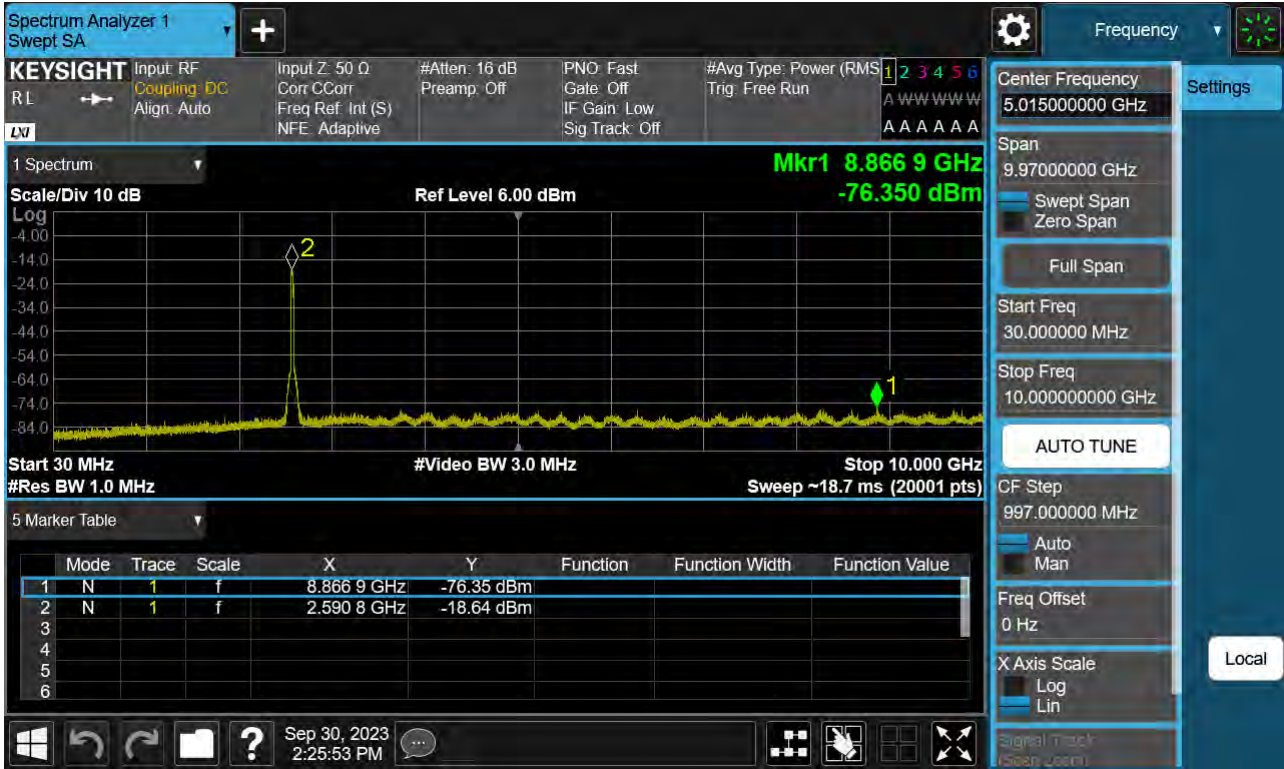 Spectrum Analyzer 1
Swept SA
+
Frequency
KEYSIGHT
RL
LXI
Input: RF
Coupling: DC
Align: Auto
Input Z: 50 Ω
Corr CCorr
Freq Ref: Int (S)
NFE: Adaptive
#Atten: 16 dB
Preamp: Off
PNO: Fast
Gate: Off
IF Gain: Low
Sig Track: Off
#Avg Type: Power (RMS
Trig: Free Run
1 2 3 4 5 6
A W W W W W
A A A A A A
1 Spectrum
Scale/Div 10 dB
Ref Level 6.00 dBm
Mkr1 8.866 9 GHz
-76.350 dBm
Log
-4.00
-14.0
-24.0
-34.0
-44.0
-54.0
-64.0
-74.0
-84.0
2
1
Start 30 MHz
#Video BW 3.0 MHz
Stop 10.000 GHz
#Res BW 1.0 MHz
Sweep ~18.7 ms (20001 pts)
5 Marker Table
Mode Trace Scale X Y Function Function Width Function Value
1 N 1 f 8.866 9 GHz -76.35 dBm
2 N 1 f 2.590 8 GHz -18.64 dBm
3
4
5
6
Sep 30, 2023
2:25:53 PM
?
Center Frequency
5.015000000 GHz
Settings
Span
9.97000000 GHz
Swept Span
Zero Span
Full Span
Start Freq
30.000000 MHz
Stop Freq
10.000000000 GHz
AUTO TUNE
CF Step
997.000000 MHz
Auto
Man
Freq Offset
0 Hz
X Axis Scale
Log
Lin
Local
Signal Track
(Span Zoom)